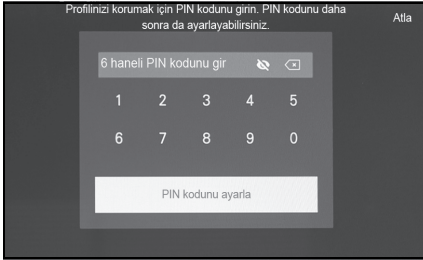 Profilinizi korumak için PIN kodunu girin. PIN kodunu daha
sonra da ayarlayabilirsiniz.
Atla
6 haneli PIN kodunu gir
1 2 3 4 5
6 7 8 9 0
PIN kodunu ayarla